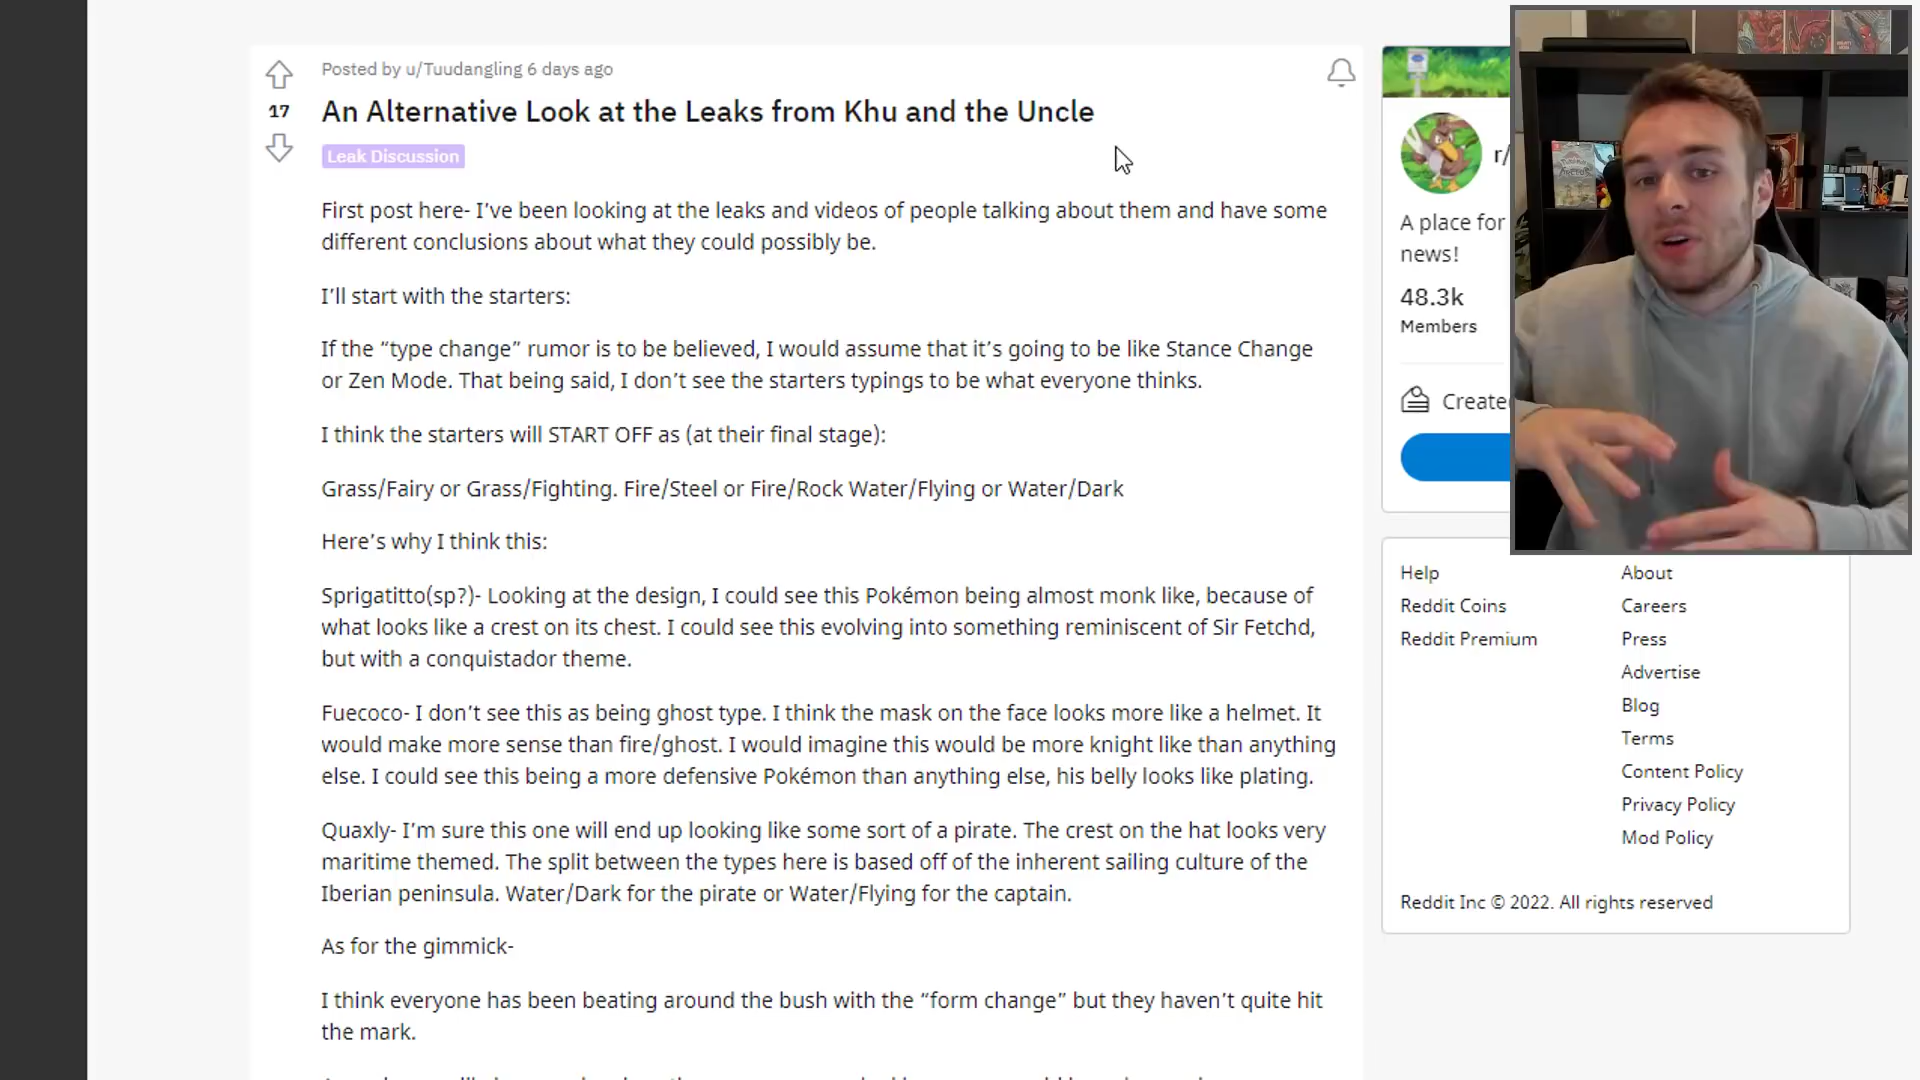 Posted by u/Tuudangling 6 days ago
17
An Alternative Look at the Leaks from Khu and the Uncle
Leak Discussion
First post here- I've been looking at the leaks and videos of people talking about them and have some
different conclusions about what they could possibly be.
I'll start with the starters:
If the “type change” rumor is to be believed, I would assume that it's going to be like Stance Change
or Zen Mode. That being said, I don't see the starters typings to be what everyone thinks.
I think the starters will START OFF as (at their final stage):
Grass/Fairy or Grass/Fighting. Fire/Steel or Fire/Rock Water/Flying or Water/Dark
Here's why I think this:
Sprigatitto(sp?)- Looking at the design, I could see this Pokémon being almost monk like, because of
what looks like a crest on its chest. I could see this evolving into something reminiscent of Sir Fetchd,
but with a conquistador theme.
Fuecoco- I don't see this as being ghost type. I think the mask on the face looks more like a helmet. It
would make more sense than fire/ghost. I would imagine this would be more knight like than anything
else. I could see this being a more defensive Pokémon than anything else, his belly looks like plating.
Quaxly- I'm sure this one will end up looking like some sort of a pirate. The crest on the hat looks very
maritime themed. The split between the types here is based off of the inherent sailing culture of the
Iberian peninsula. Water/Dark for the pirate or Water/Flying for the captain.
As for the gimmick-
I think everyone has been beating around the bush with the “form change” but they haven't quite hit
the mark.
r/
A place for
news!
48.3k
Members
Create
Help
Reddit Coins
Reddit Premium
About
Careers
Press
Advertise
Blog
Terms
Content Policy
Privacy Policy
Mod Policy
Reddit Inc © 2022. All rights reserved